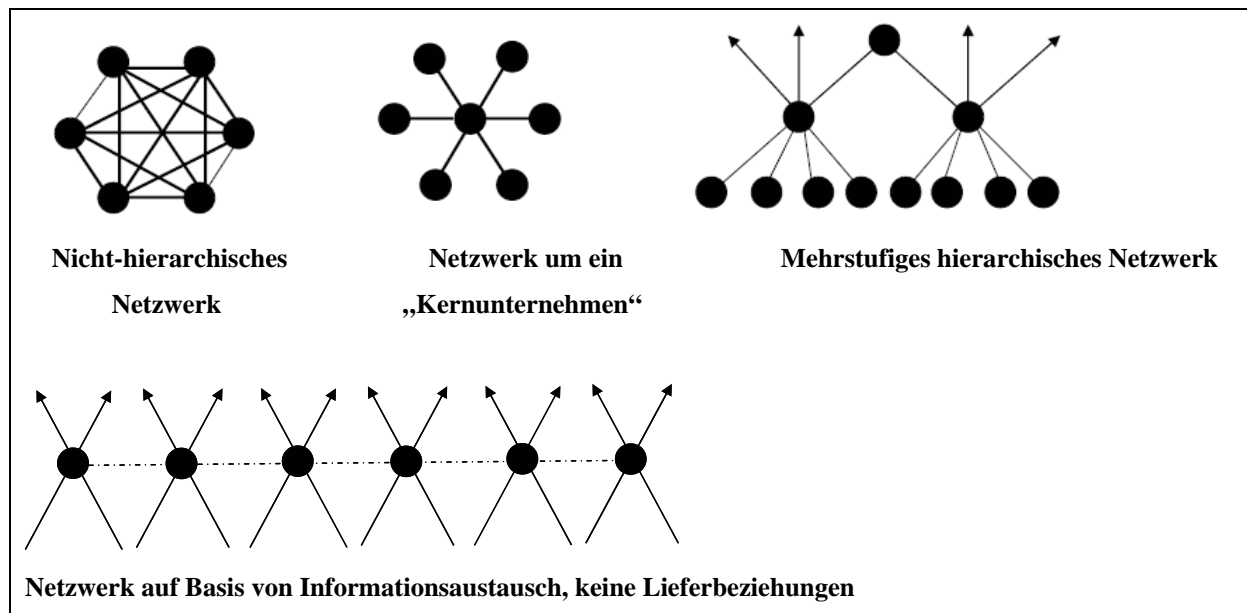 Nicht-hierarchisches
Netzwerk
Netzwerk um ein
„Kernunternehmen“
Mehrstufiges hierarchisches Netzwerk
Netzwerk auf Basis von Informationsaustausch, keine Lieferbeziehungen